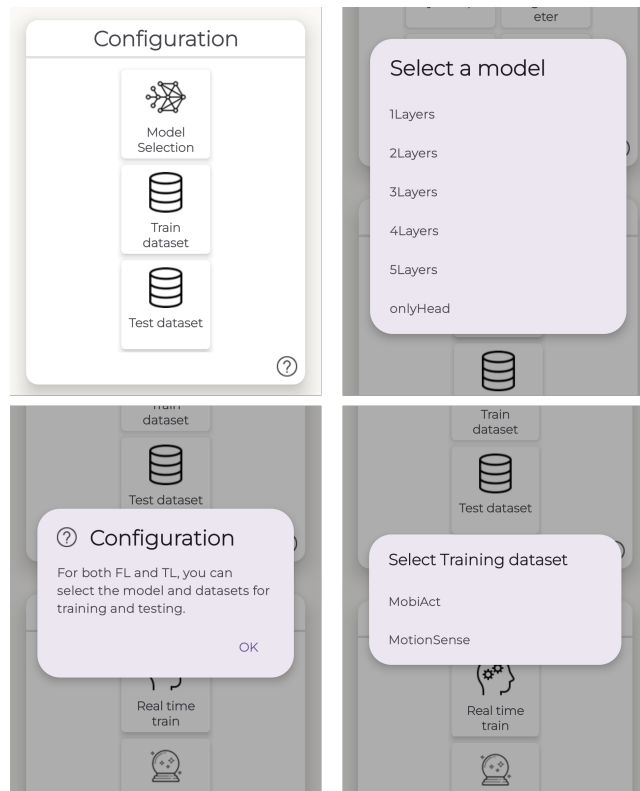 Configuration
Model
Selection
Train
dataset
Test dataset
eter
Select a model
1Layers
2Layers
3Layers
4Layers
5Layers
onlyHead
dataset
Test dataset
Configuration
For both FL and TL, you can
select the model and datasets for
training and testing.
OK
Real time
train
Train
dataset
Test dataset
Select Training dataset
MobiAct
MotionSense
Real time
train